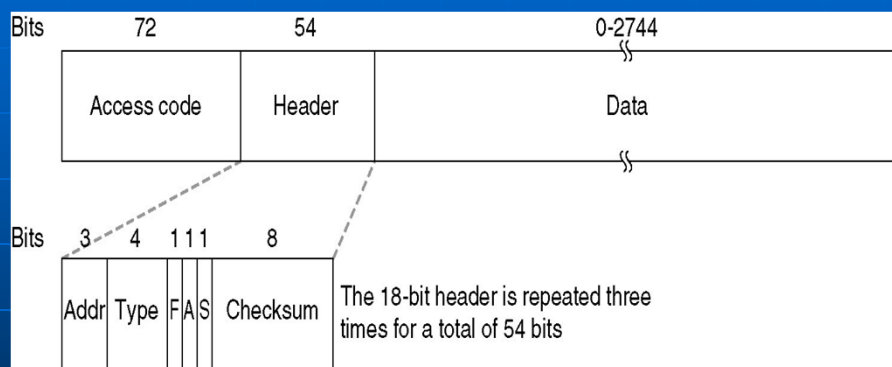 Bits 72 54 0-2744
Access code Header Data
Bits 3 4 1 1 1 8
Addr Type F A S Checksum
The 18-bit header is repeated three
times for a total of 54 bits